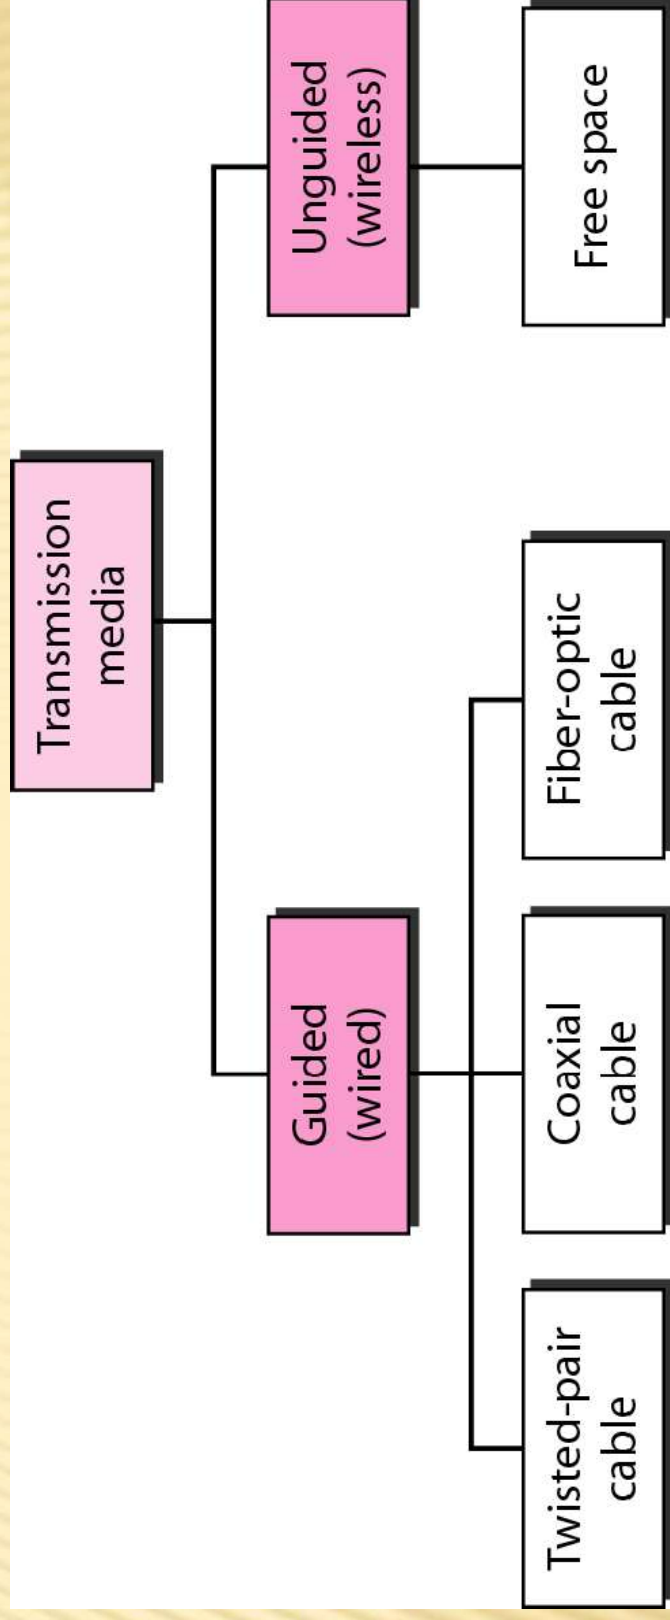 Transmission
media
Guided
(wired)
Unguided
(wireless)
Twisted-pair
cable
Coaxial
cable
Fiber-optic
cable
Free space